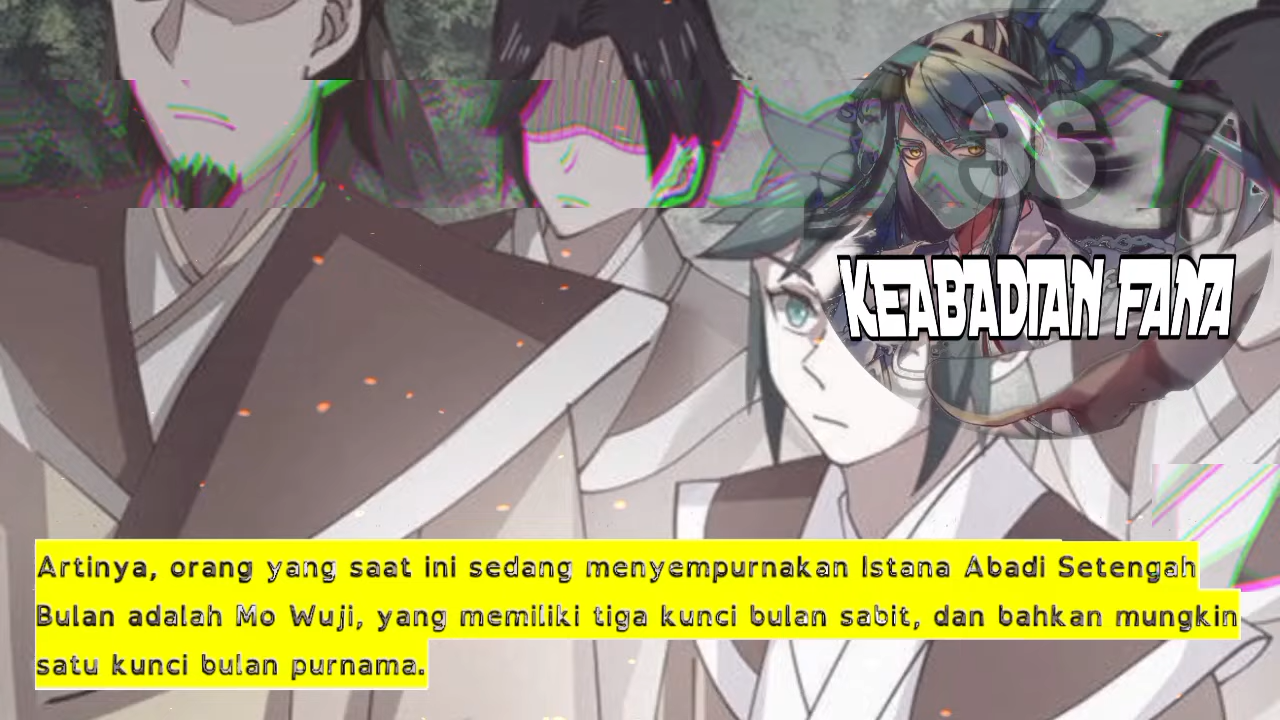 36
KEABADIAN FANA
Artinya, orang yang saat ini sedang menyempurnakan Istana Abadi Setengah
Bulan adalah Mo Wuji, yang memiliki tiga kunci bulan sabit, dan bahkan mungkin
satu kunci bulan purnama.